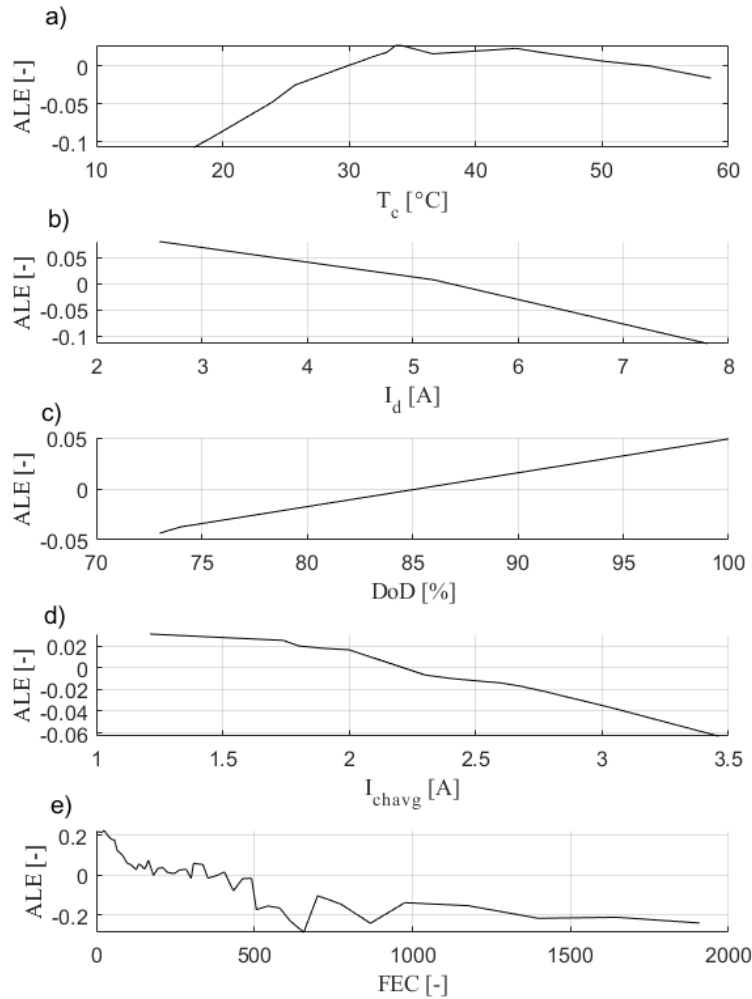 a)
0
-0.05
-0.1
ALE [-]
10 20 30 40 50 60
T_c [°C]
b)
0.05
0
-0.05
-0.1
ALE [-]
2 3 4 5 6 7 8
I_d [A]
c)
0.05
0
-0.05
ALE [-]
70 75 80 85 90 95 100
DoD [%]
d)
0.02
0
-0.02
-0.04
-0.06
ALE [-]
1 1.5 2 2.5 3 3.5
I_chavg [A]
e)
0.2
0
-0.2
ALE [-]
0 500 1000 1500 2000
FEC [-]